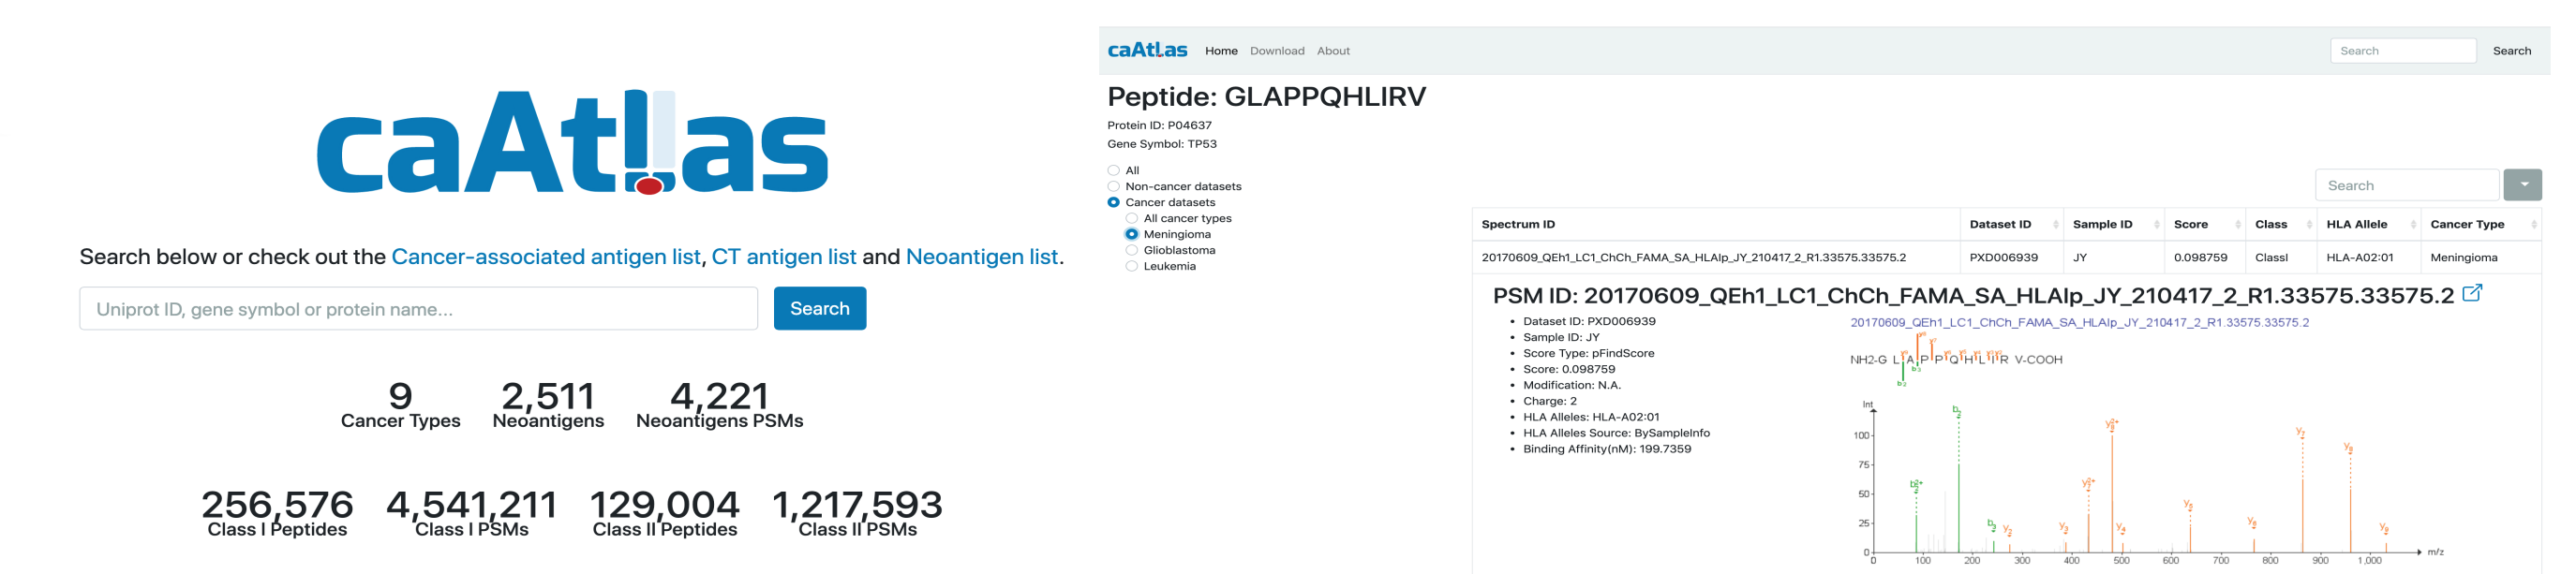 caAtlas
Search below or check out the Cancer-associated antigen list, CT antigen list and Neoantigen list.
Uniprot ID, gene symbol or protein name...
Search
9
Cancer Types
2,511
Neoantigens
4,221
Neoantigens PSMs
256,576
Class I Peptides
4,541,211
Class I PSMs
129,004
Class II Peptides
1,217,593
Class II PSMs
caAtlas Home Download About
Search
Search
Peptide: GLAPPQHLIRV
Protein ID: P04637
Gene Symbol: TP53
All
Non-cancer datasets
Cancer datasets
All cancer types
Meningioma
Glioblastoma
Leukemia
Search
Spectrum ID Dataset ID Sample ID Score Class HLA Allele Cancer Type
20170609_QEh1_LC1_ChCh_FAMA_SA_HLAIp_JY_210417_2_R1.33575.33575.2 PXD006939 JY 0.098759 ClassI HLA-A02:01 Meningioma
PSM ID: 20170609_QEh1_LC1_ChCh_FAMA_SA_HLAIp_JY_210417_2_R1.33575.33575.2
Dataset ID: PXD006939
Sample ID: JY
Score Type: pFindScore
Score: 0.098759
Modification: N.A.
Charge: 2
HLA Alleles: HLA-A02:01
HLA Alleles Source: BySampleInfo
Binding Affinity(nM): 199.7359
20170609_QEh1_LC1_ChCh_FAMA_SA_HLAIp_JY_210417_2_R1.33575.33575.2
NH2-G L A P P Q H L I R V-COOH
b2
b3
Int
100
75
50
25
0
0 100 200 300 400 500 600 700 800 900 1,000
m/z